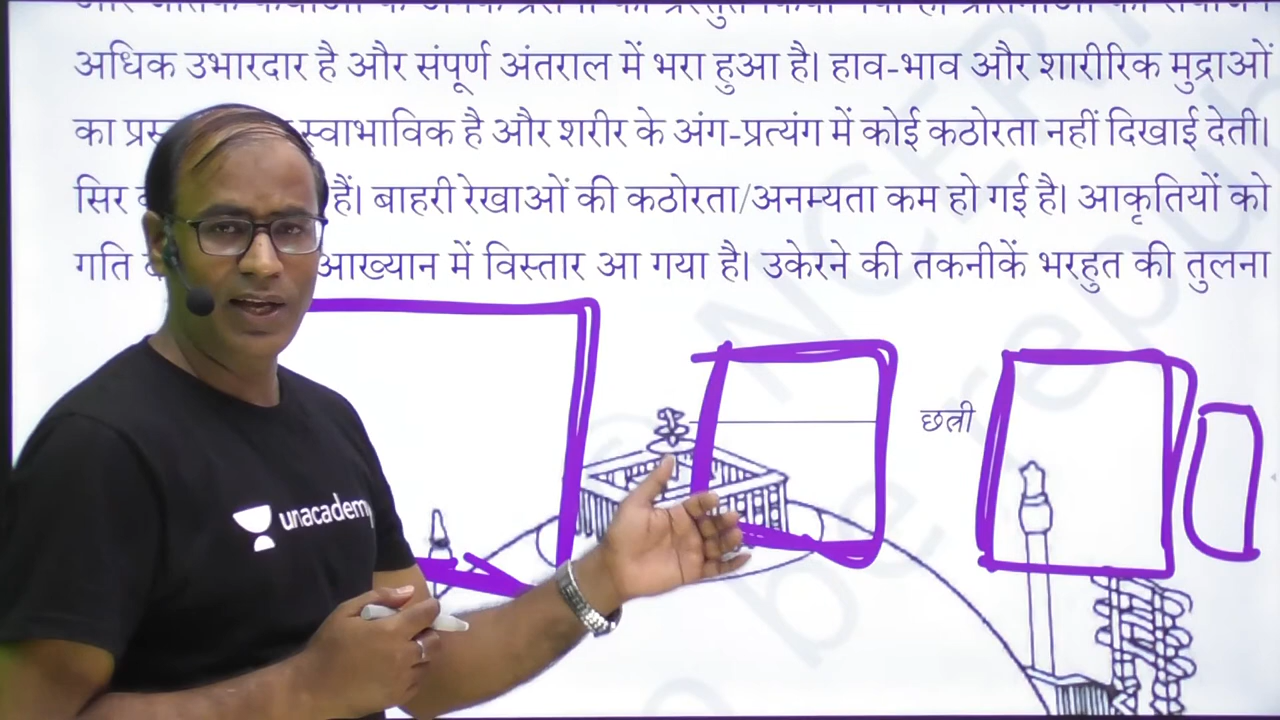 अधिक उभारदार है और संपूर्ण अंतराल में भरा हुआ है। हाव-भाव और शारीरिक मुद्राओं
का स्वाभाविक है और शरीर के अंग-प्रत्यंग में कोई कठोरता नहीं दिखाई देती।
सिर हैं। बाहरी रेखाओं की कठोरता/अनम्यता कम हो गई है। आकृतियों को
गति आख्यान में विस्तार आ गया है। उकेरने की तकनीकें भरहुत की तुलना
छत्री
unacademy